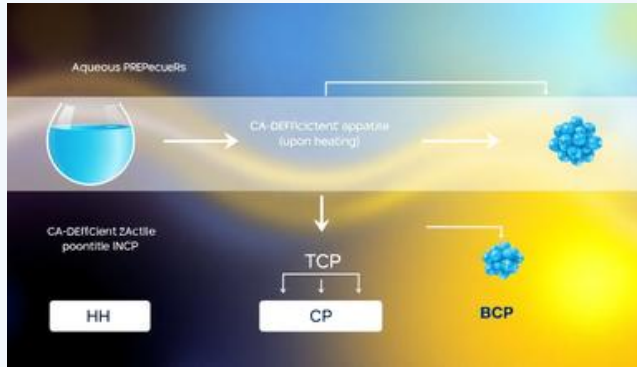 Aqueous PREPecueRs
CA-DEfficictent appatite
(upon heating)
CA-DEffCient ZActile
poontitle INCP
TCP
HH
CP
BCP